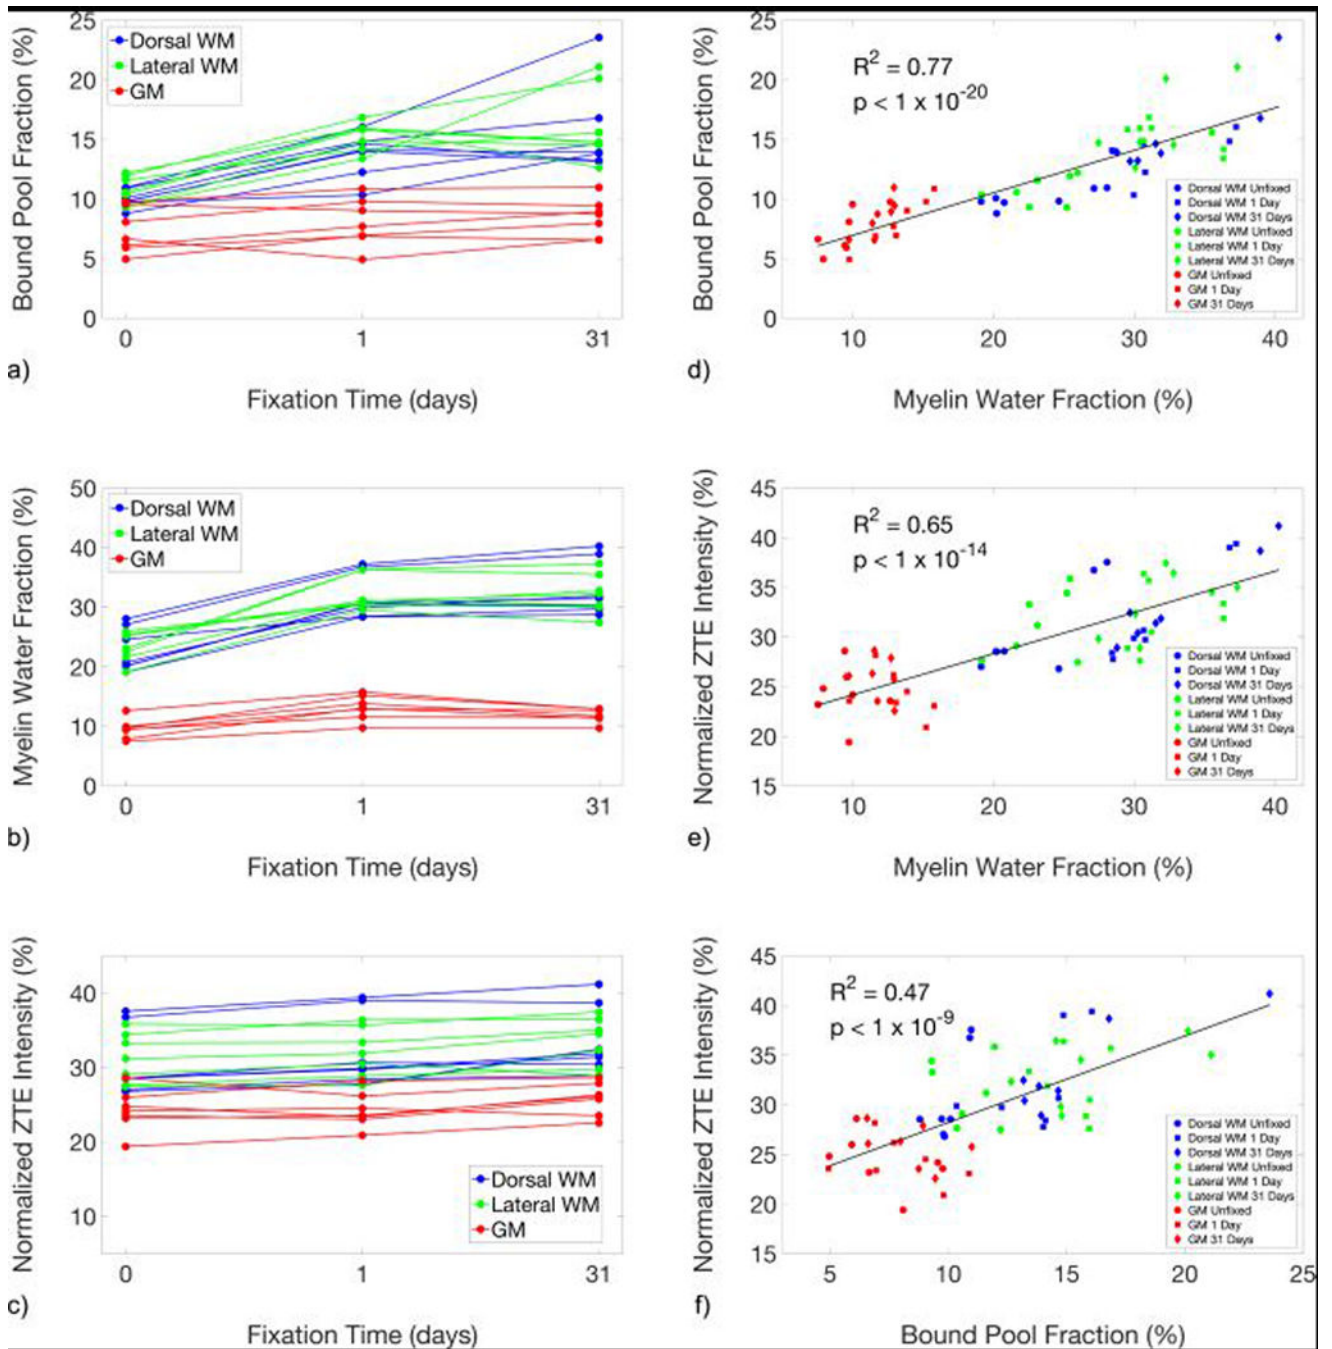 25
20
15
10
5
0
Bound Pool Fraction (%)
Dorsal WM
Lateral WM
GM
0 1 31
a)
Fixation Time (days)
25
20
15
10
5
0
Bound Pool Fraction (%)
R² = 0.77
p < 1 x 10⁻²⁰
Dorsal WM Unfixed
Dorsal WM 1 Day
Dorsal WM 31 Days
Lateral WM Unfixed
Lateral WM 1 Day
Lateral WM 31 Days
GM Unfixed
GM 1 Day
GM 31 Days
10 20 30 40
d)
Myelin Water Fraction (%)
50
40
30
20
10
0
Myelin Water Fraction (%)
Dorsal WM
Lateral WM
GM
0 1 31
b)
Fixation Time (days)
45
40
35
30
25
20
15
Normalized ZTE Intensity (%)
R² = 0.65
p < 1 x 10⁻¹⁴
Dorsal WM Unfixed
Dorsal WM 1 Day
Dorsal WM 31 Days
Lateral WM Unfixed
Lateral WM 1 Day
Lateral WM 31 Days
GM Unfixed
GM 1 Day
GM 31 Days
10 20 30 40
e)
Myelin Water Fraction (%)
40
30
20
10
Normalized ZTE Intensity (%)
Dorsal WM
Lateral WM
GM
0 1 31
c)
Fixation Time (days)
45
40
35
30
25
20
15
Normalized ZTE Intensity (%)
R² = 0.47
p < 1 x 10⁻⁹
Dorsal WM Unfixed
Dorsal WM 1 Day
Dorsal WM 31 Days
Lateral WM Unfixed
Lateral WM 1 Day
Lateral WM 31 Days
GM Unfixed
GM 1 Day
GM 31 Days
5 10 15 20 25
f)
Bound Pool Fraction (%)